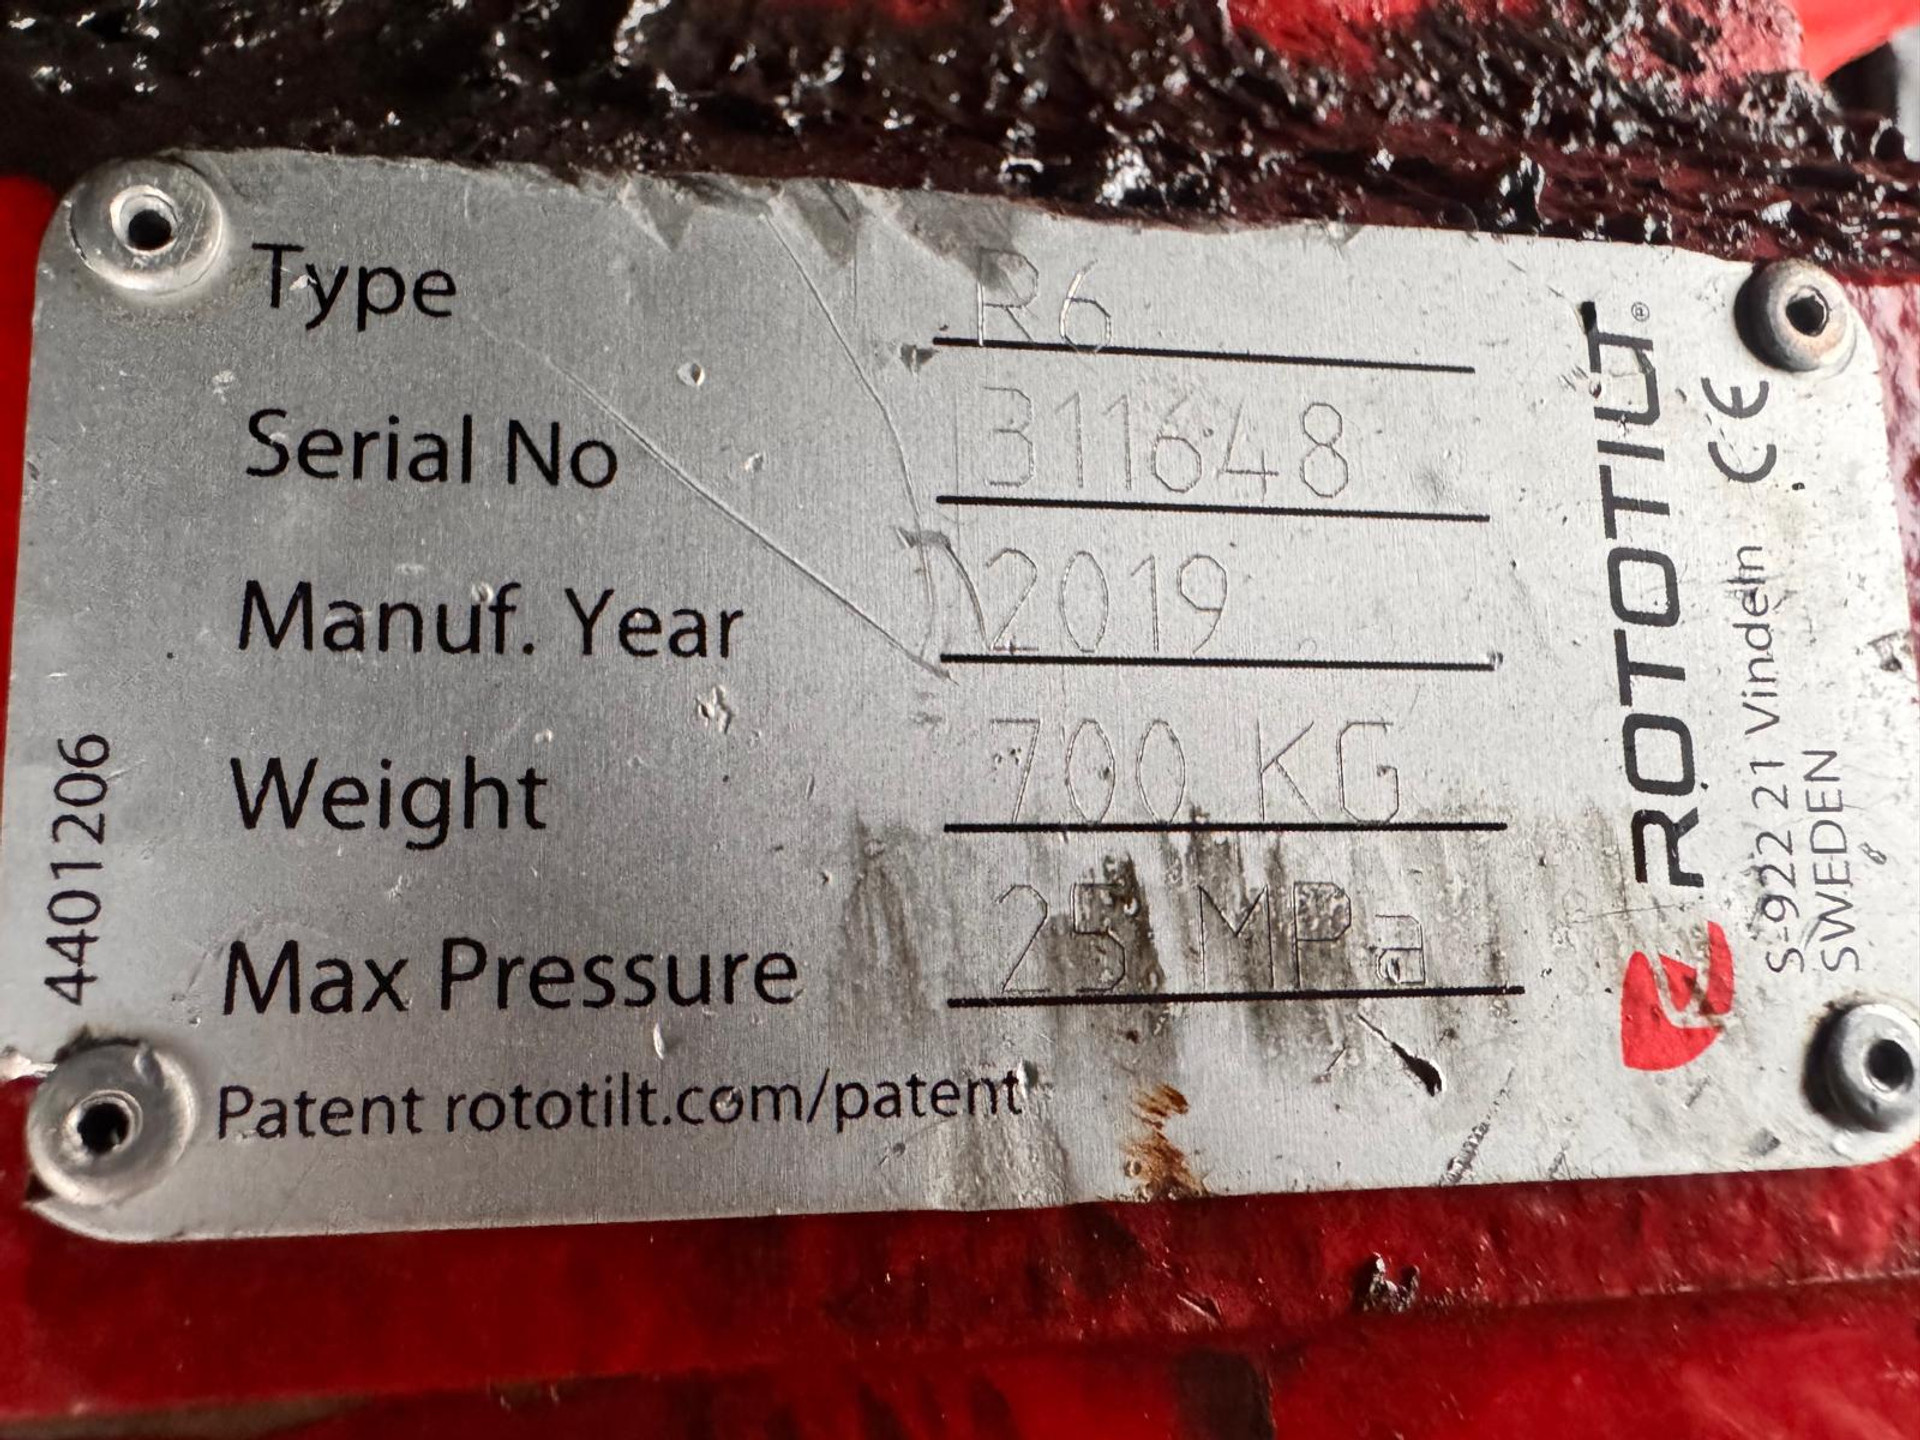 Type R6
Serial No 311648
Manuf. Year 2019
Weight 700 KG
Max Pressure 25 MPa
Patent rototilt.com/patent
4401206
ROTOTILT®
CE
S-922 21 Vindeln
SWEDEN